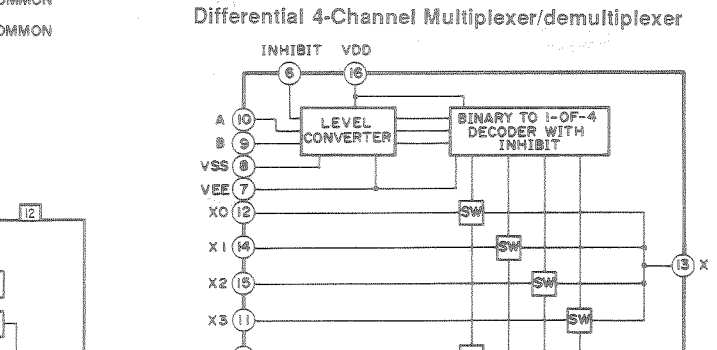 OMMON
Differential 4-Channel Multiplexer/demultiplexer
OMMON
INHIBIT VDD
6 16
A 10
LEVEL CONVERTER
BINARY TO 1-OF-4 DECODER WITH INHIBIT
B 9
VSS 8
VEE 7
12
X0 12 SW
X1 14 SW
13 X
X2 15 SW
X3 11 SW